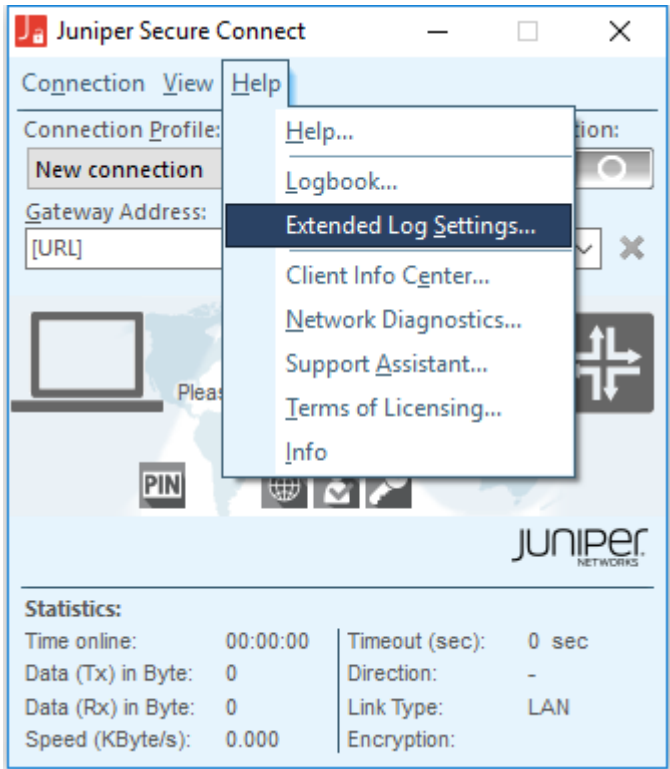 Juniper Secure Connect
Connection View Help
Connection Profile:
New connection
Gateway Address:
[URL]
Help...
Logbook...
Extended Log Settings...
Client Info Center...
Network Diagnostics...
Support Assistant...
Terms of Licensing...
Info
tion:
Plea
PIN
JUNIPER
NETWORKS
Statistics:
Time online: 00:00:00 Timeout (sec): 0 sec
Data (Tx) in Byte: 0 Direction: -
Data (Rx) in Byte: 0 Link Type: LAN
Speed (KByte/s): 0.000 Encryption: